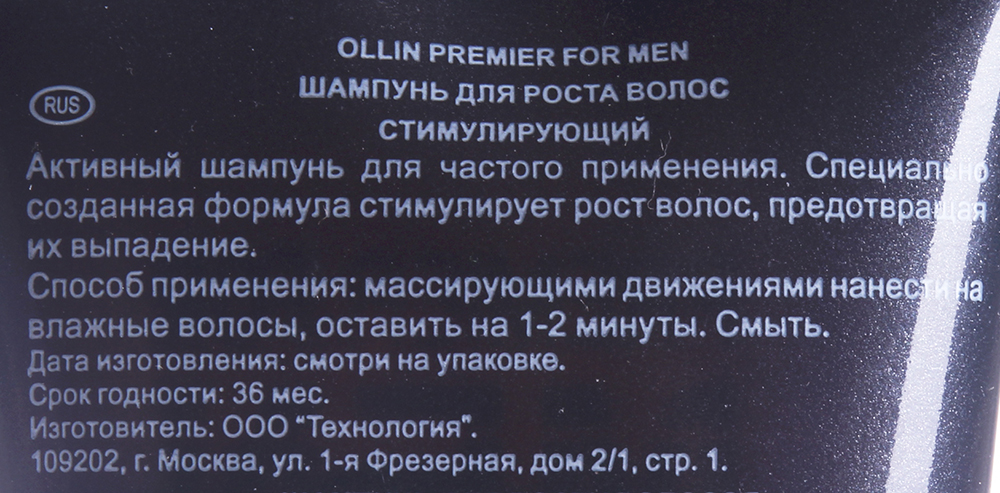 OLLIN PREMIER FOR MEN
ШАМПУНЬ ДЛЯ РОСТА ВОЛОС
RUS
СТИМУЛИРУЮЩИЙ
Активный шампунь для частого применения. Специально
созданная формула стимулирует рост волос, предотвращая
их выпадение.
Способ применения: массирующими движениями нанести на
влажные волосы, оставить на 1-2 минуты. Смыть.
Дата изготовления: смотри на упаковке.
Срок годности: 36 мес.
Изготовитель: ООО "Технология".
109202, г. Москва, ул. 1-я Фрезерная, дом 2/1, стр. 1.